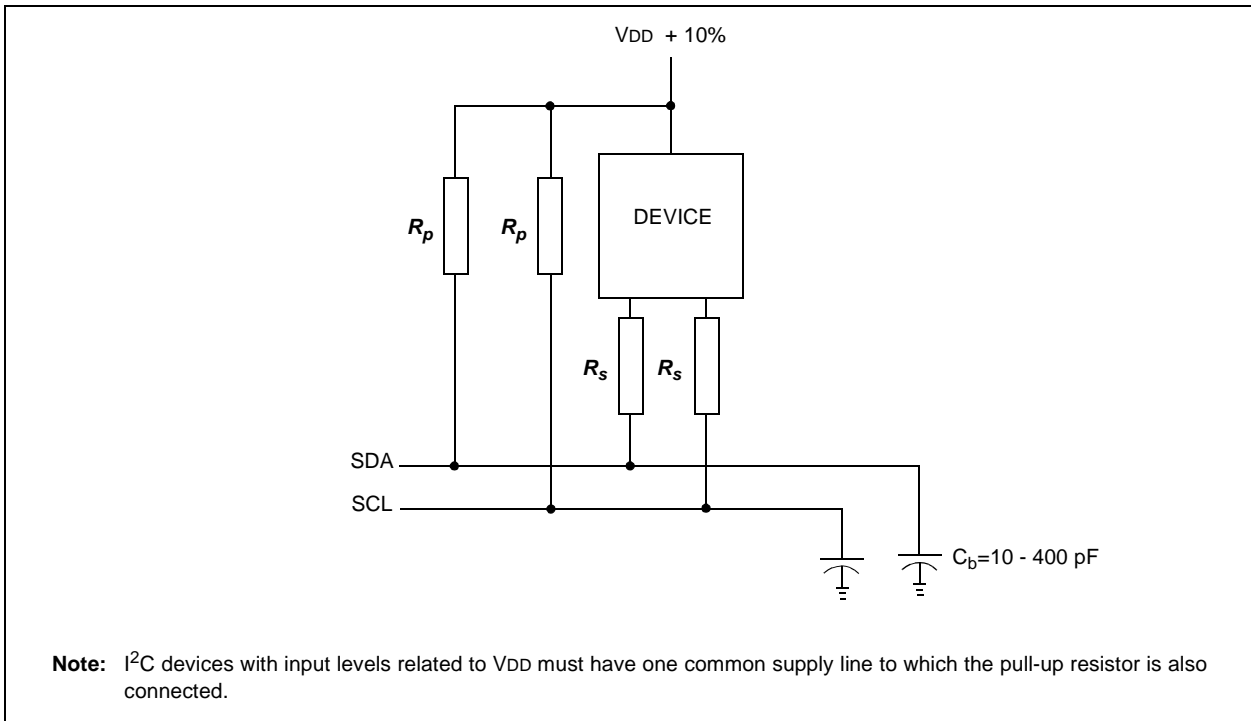 VDD + 10%
DEVICE
Rp Rp
Rs Rs
SDA
SCL
Cb=10 - 400 pF
Note: I2C devices with input levels related to VDD must have one common supply line to which the pull-up resistor is also
connected.